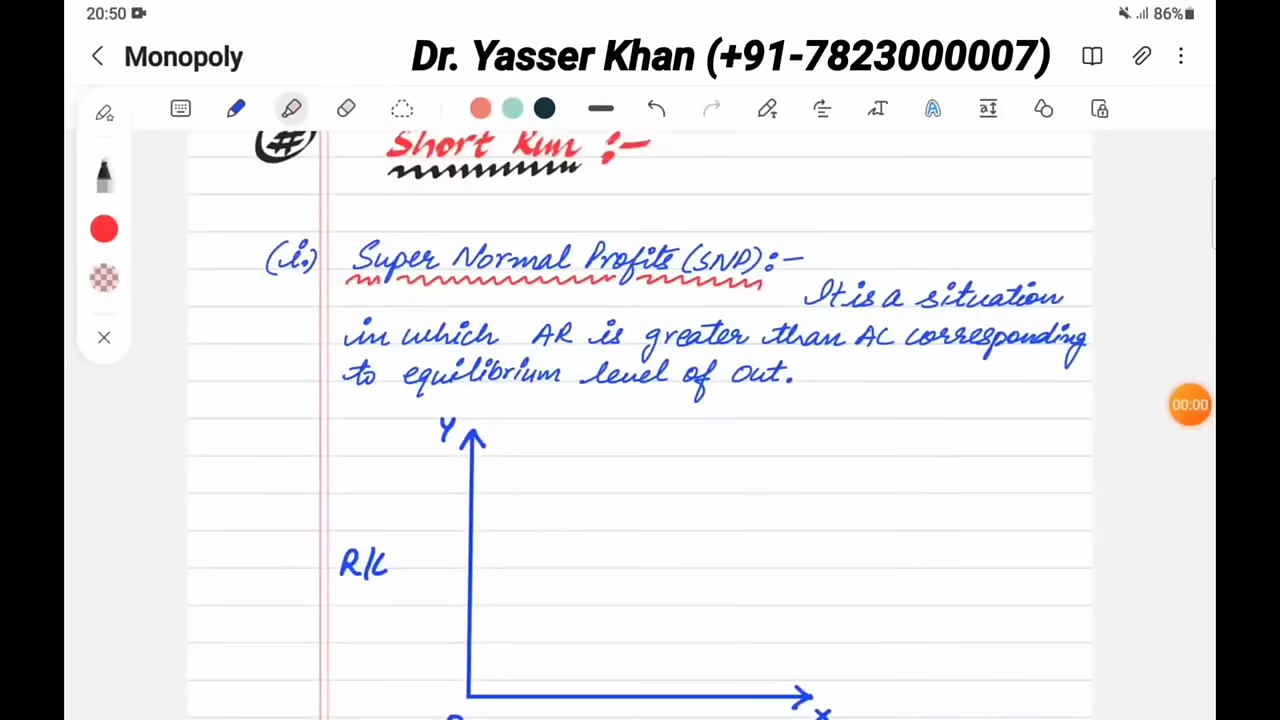 20:50
86%
Monopoly
Dr. Yasser Khan (+91-7823000007)
# Short Run :-
(i.) Super Normal Profits (SNP):-
It is a situation
in which AR is greater than AC corresponding
to equilibrium level of out.
Y
R/C
O
X
00:00